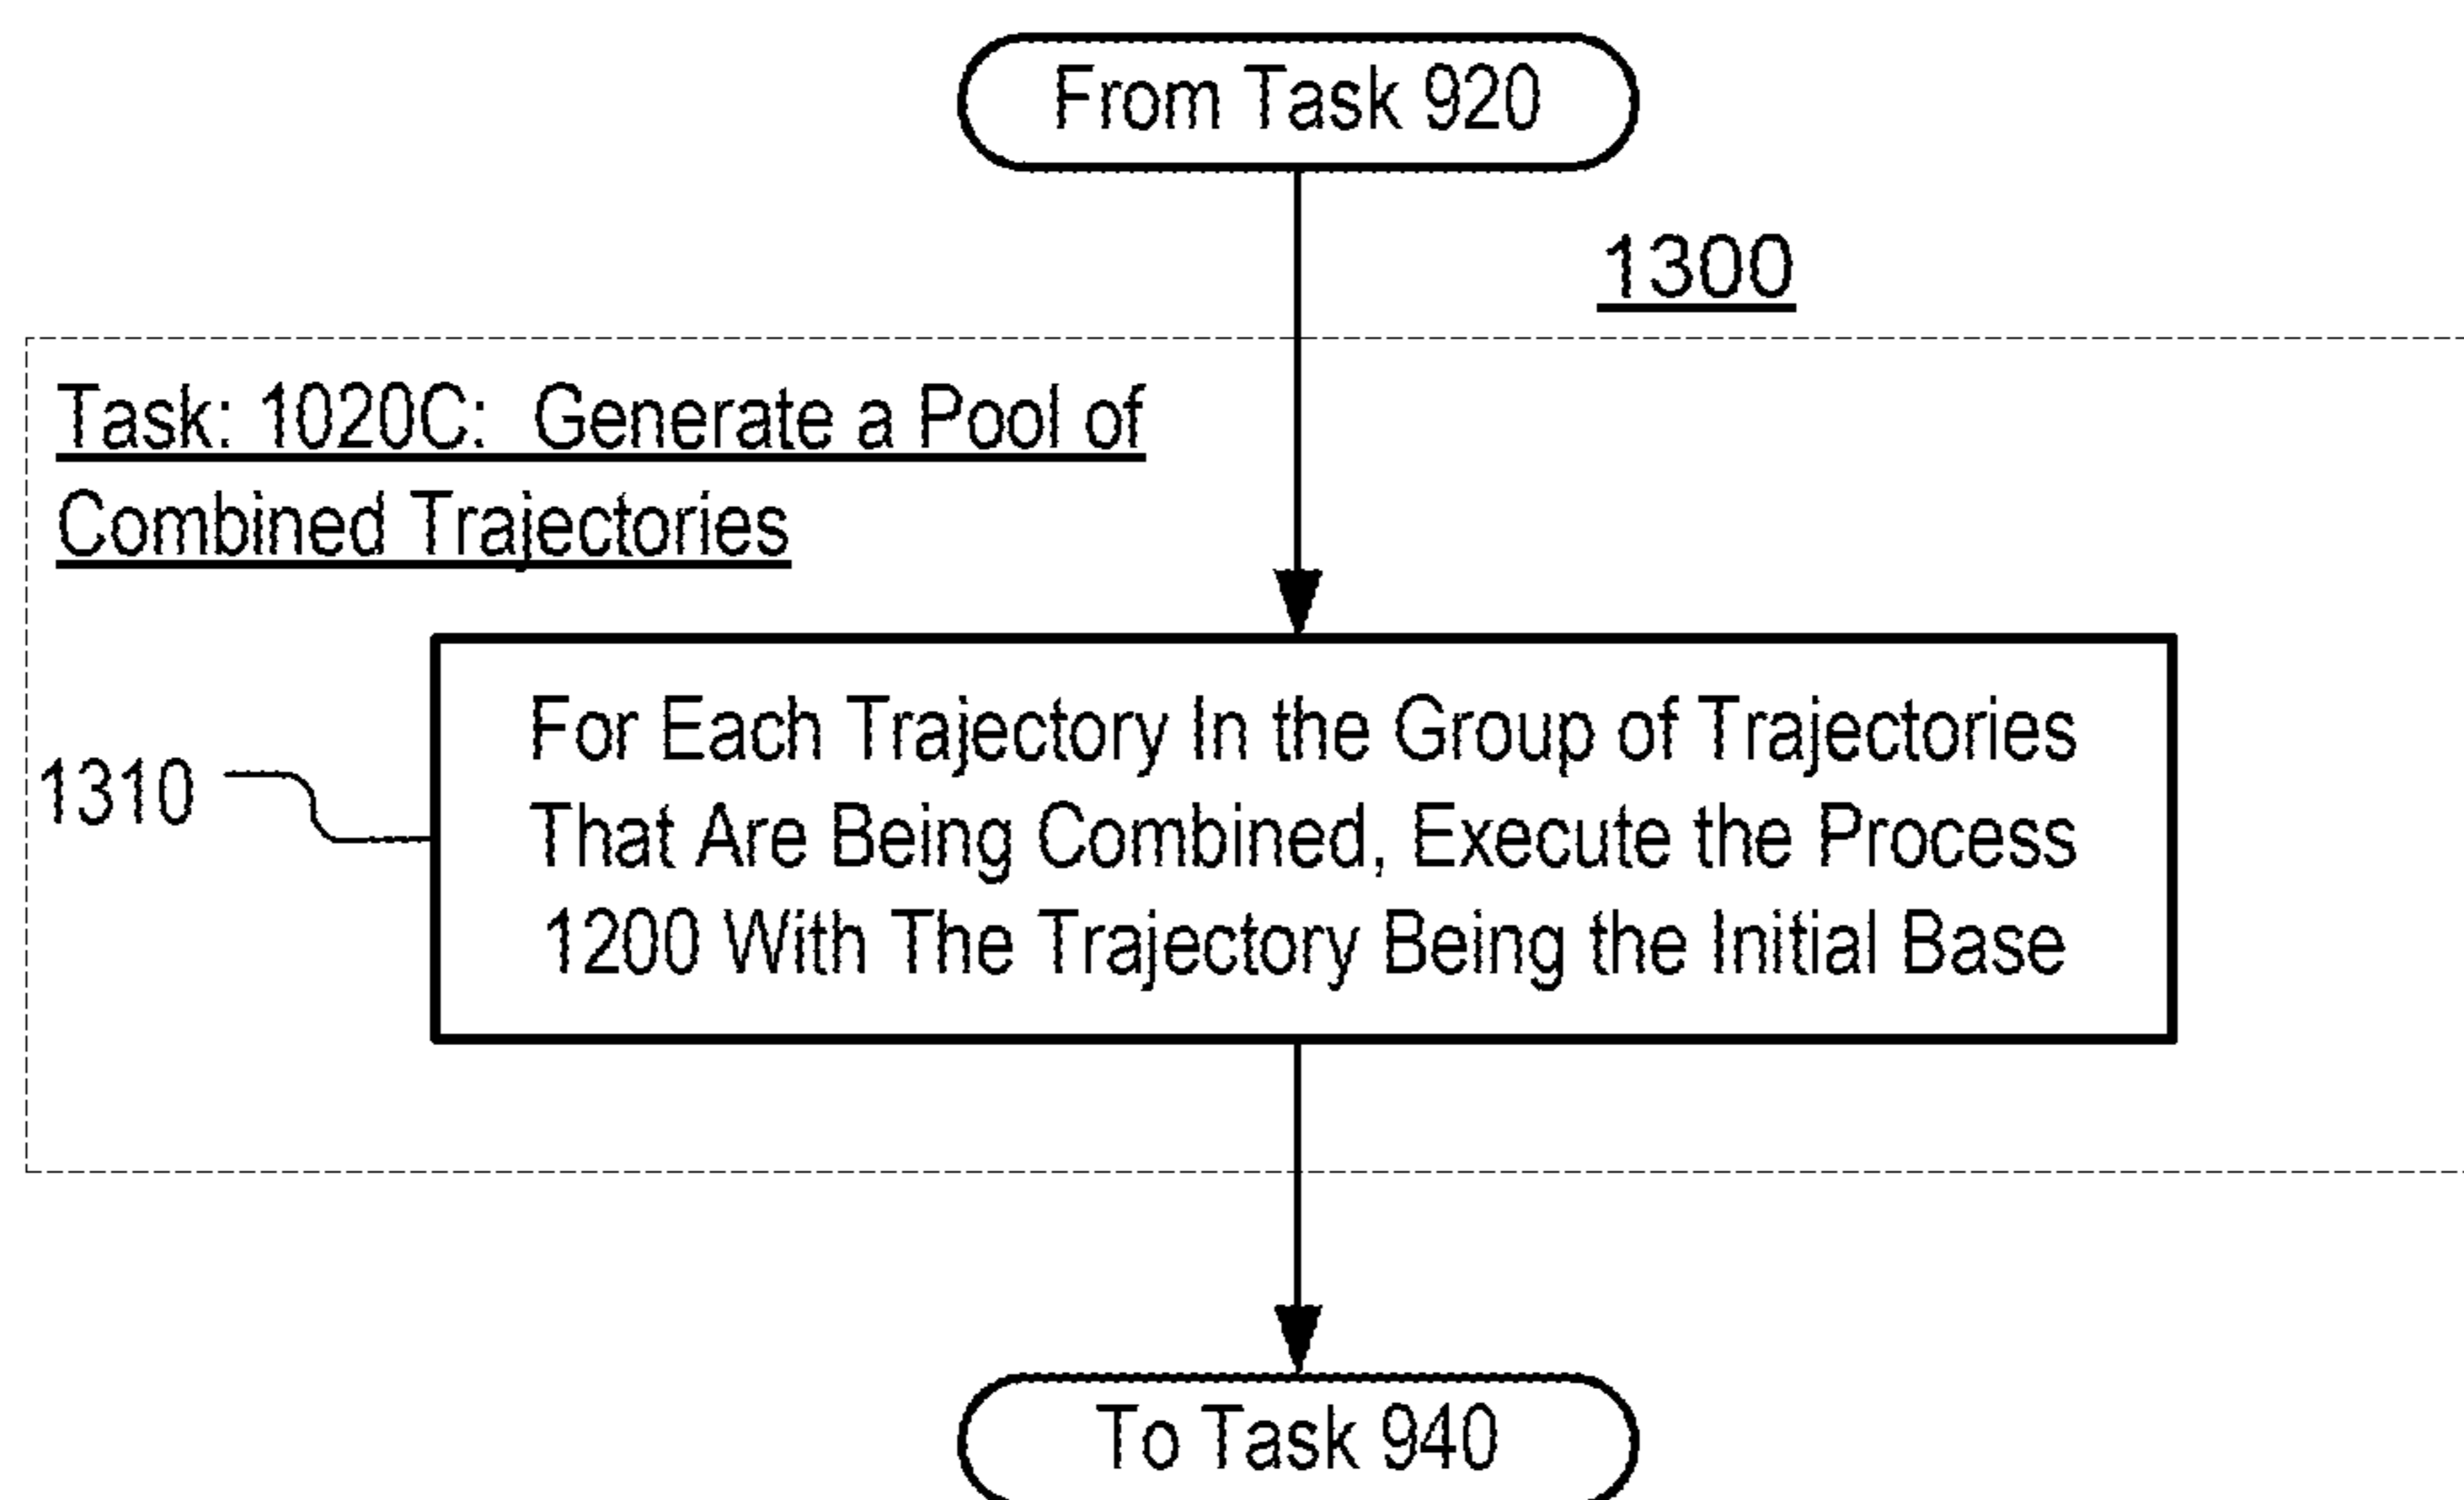 From Task 920
1300
Task: 1020C: Generate a Pool of
Combined Trajectories
For Each Trajectory In the Group of Trajectories
That Are Being Combined, Execute the Process
1200 With The Trajectory Being the Initial Base
1310
To Task 940